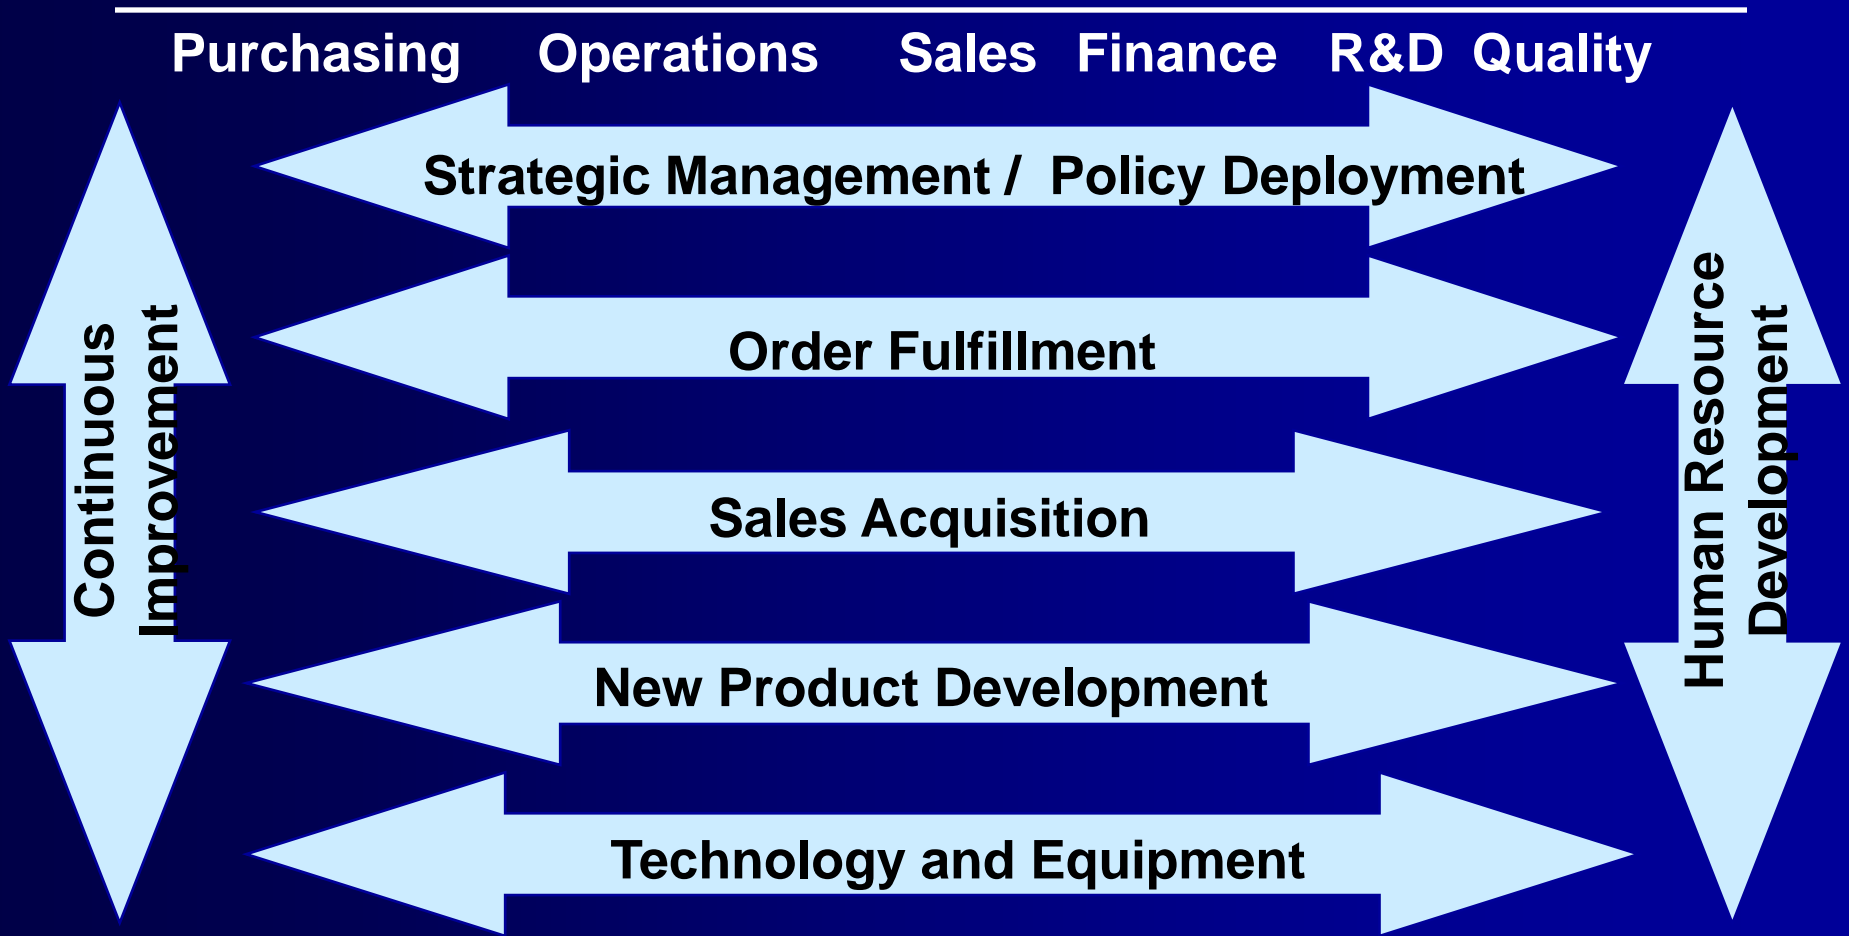 Purchasing Operations Sales Finance R&D Quality
Strategic Management / Policy Deployment
Order Fulfillment
Sales Acquisition
New Product Development
Technology and Equipment
Continuous
Improvement
Human Resource
Development